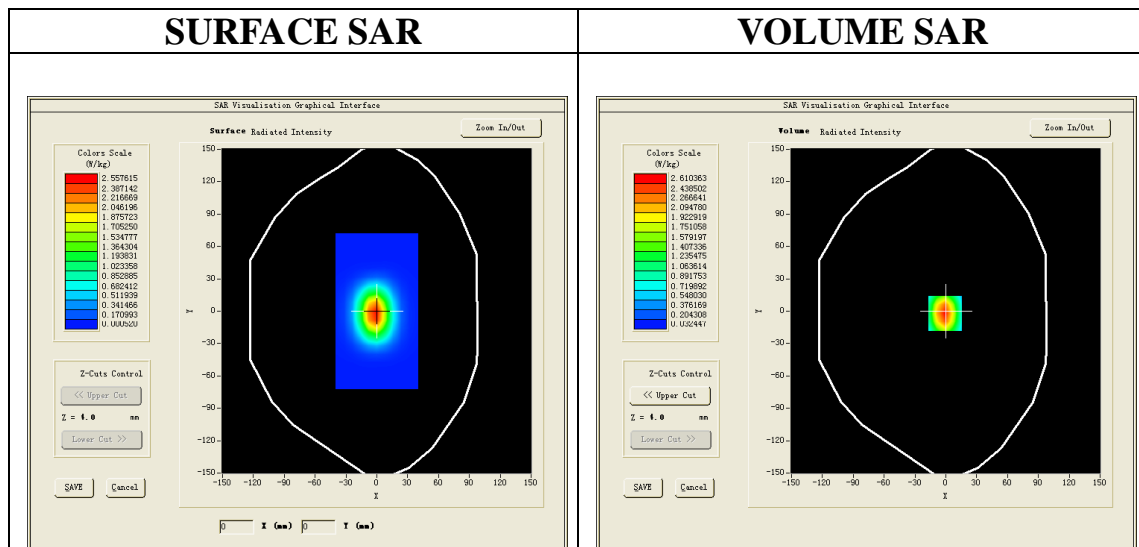 SURFACE SAR
VOLUME SAR
SAR Visualisation Graphical Interface
Surface Radiated Intensity
Zoom In/Out
Colors Scale
(W/kg)
2.557615
2.387142
2.216669
2.046196
1.875723
1.705250
1.534777
1.364304
1.193831
1.023358
0.852885
0.682412
0.511939
0.341466
0.170993
0.000520
Z-Cuts Control
<< Upper Cut
Z = 4.0 mm
Lower Cut >>
SAVE
Cancel
150
120
90
60
30
0
-30
-60
-90
-120
-150
Y
-150 -120 -90 -60 -30 0 30 60 90 120 150
X
0 X (mm) 0 Y (mm)
SAR Visualisation Graphical Interface
Volume Radiated Intensity
Zoom In/Out
Colors Scale
(W/kg)
2.610363
2.438502
2.266641
2.094780
1.922919
1.751058
1.579197
1.407336
1.235475
1.063614
0.891753
0.719892
0.548030
0.376169
0.204308
0.032447
Z-Cuts Control
<< Upper Cut
Z = 4.0 mm
Lower Cut >>
SAVE
Cancel
150
120
90
60
30
0
-30
-60
-90
-120
-150
Y
-150 -120 -90 -60 -30 0 30 60 90 120 150
X